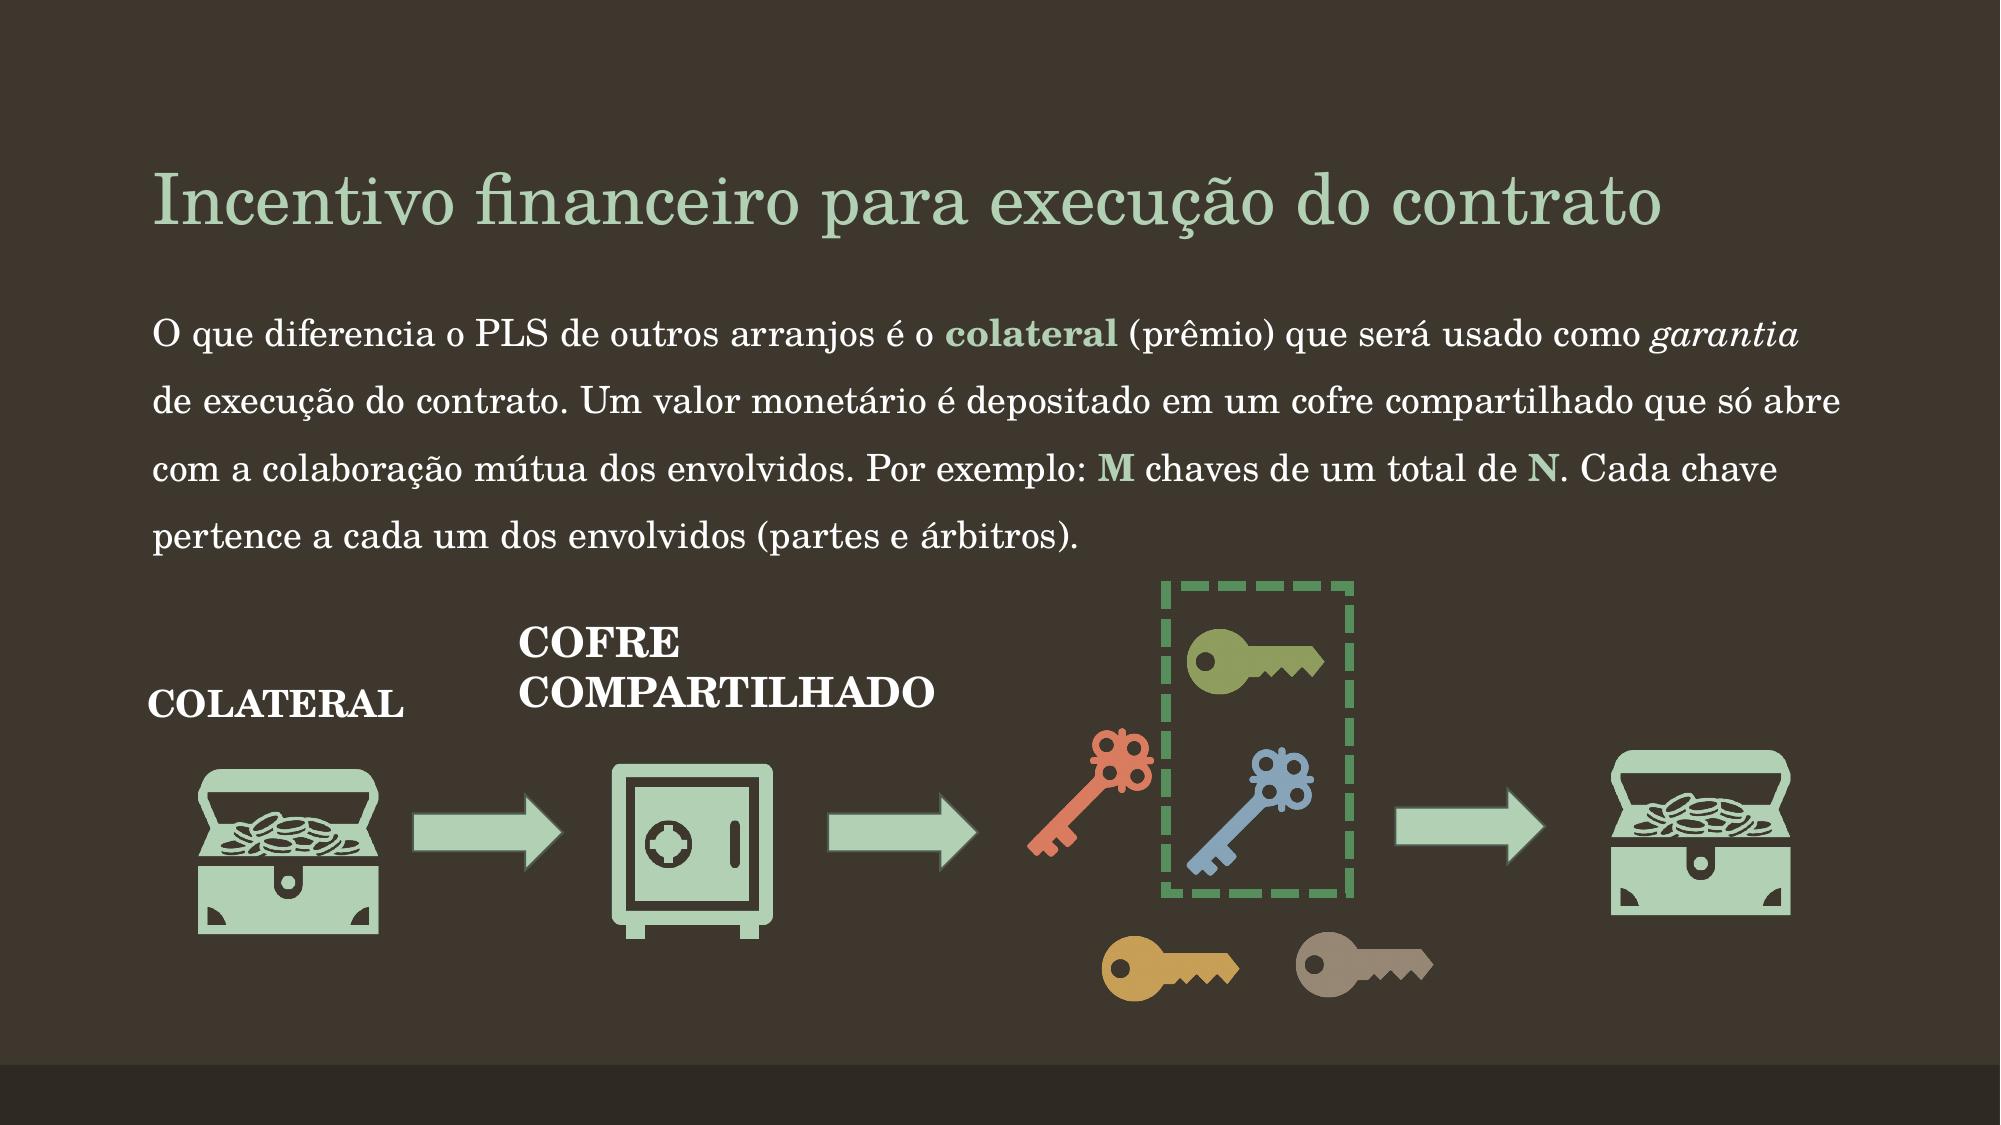 Incentivo financeiro para execução do contrato
O que diferencia o PLS de outros arranjos é o colateral (prêmio) que será usado como garantia
de execução do contrato. Um valor monetário é depositado em um cofre compartilhado que só abre
com a colaboração mútua dos envolvidos. Por exemplo: M chaves de um total de N. Cada chave
pertence a cada um dos envolvidos (partes e árbitros).
COLATERAL
COFRE
COMPARTILHADO